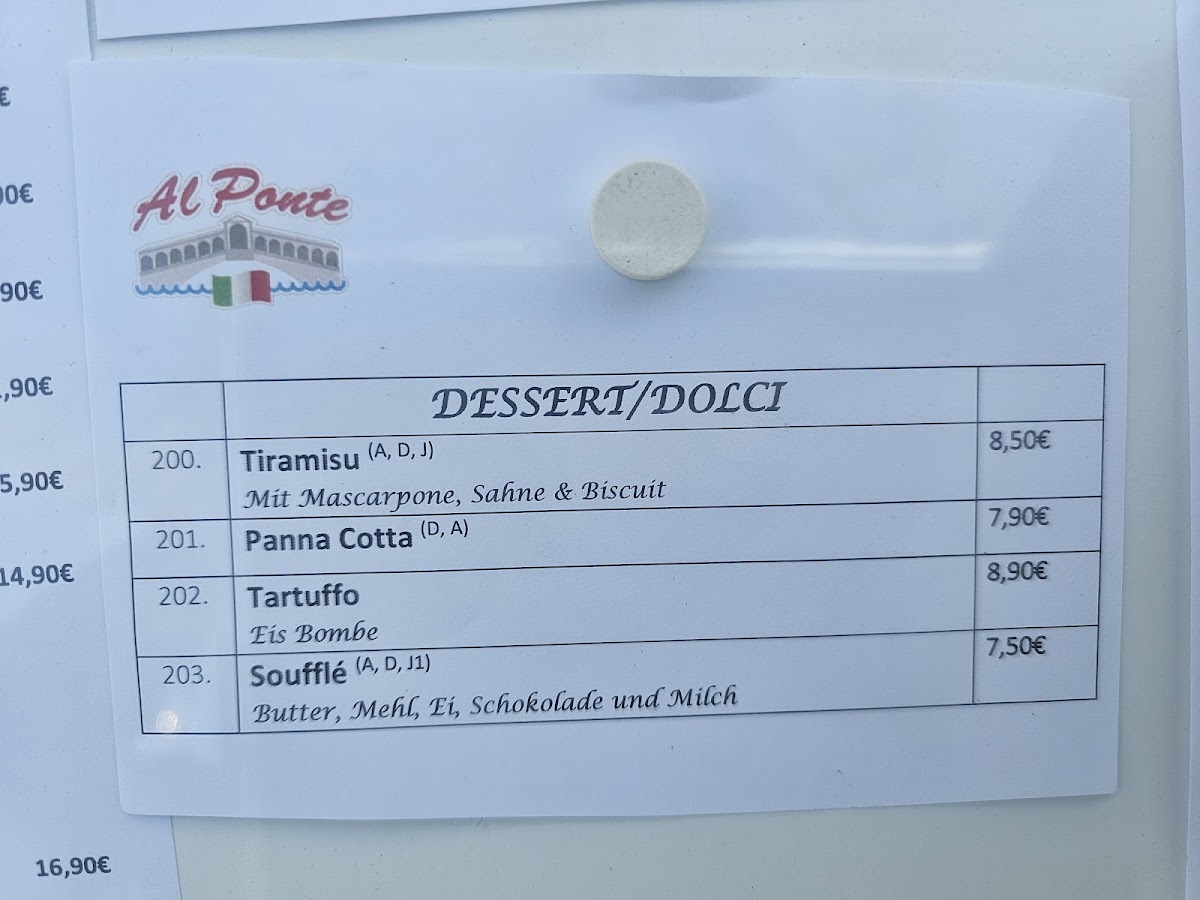 €
00€
90€
,90€
5,90€
14,90€
16,90€
Al Ponte
DESSERT/DOLCI
200. Tiramisu (A, D, J) 8,50€
Mit Mascarpone, Sahne & Biscuit
201. Panna Cotta (D, A) 7,90€
202. Tartuffo 8,90€
Eis Bombe
203. Soufflé (A, D, J1) 7,50€
Butter, Mehl, Ei, Schokolade und Milch